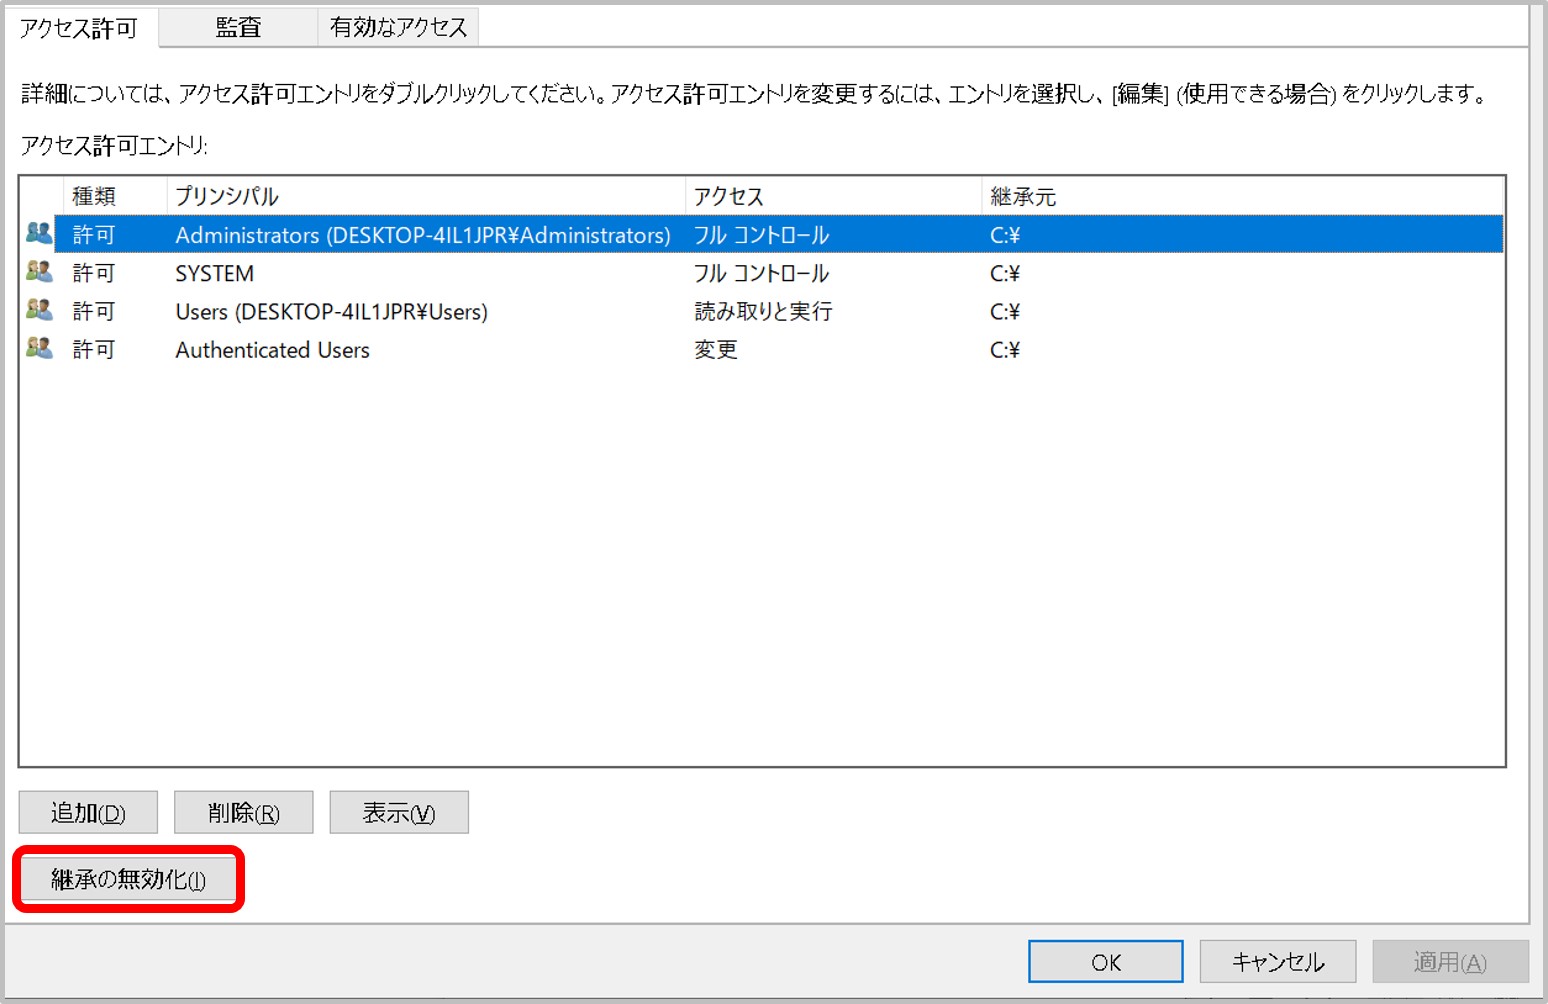 アクセス許可 監査 有効なアクセス
詳細については、アクセス許可エントリをダブルクリックしてください。アクセス許可エントリを変更するには、エントリを選択し、[編集] (使用できる場合) をクリックします。
アクセス許可エントリ:
種類 プリンシパル アクセス 継承元
許可 Administrators (DESKTOP-4IL1JPR¥Administrators) フル コントロール C:¥
許可 SYSTEM フル コントロール C:¥
許可 Users (DESKTOP-4IL1JPR¥Users) 読み取りと実行 C:¥
許可 Authenticated Users 変更 C:¥
追加(D) 削除(R) 表示(V)
継承の無効化(I)
OK キャンセル 適用(A)